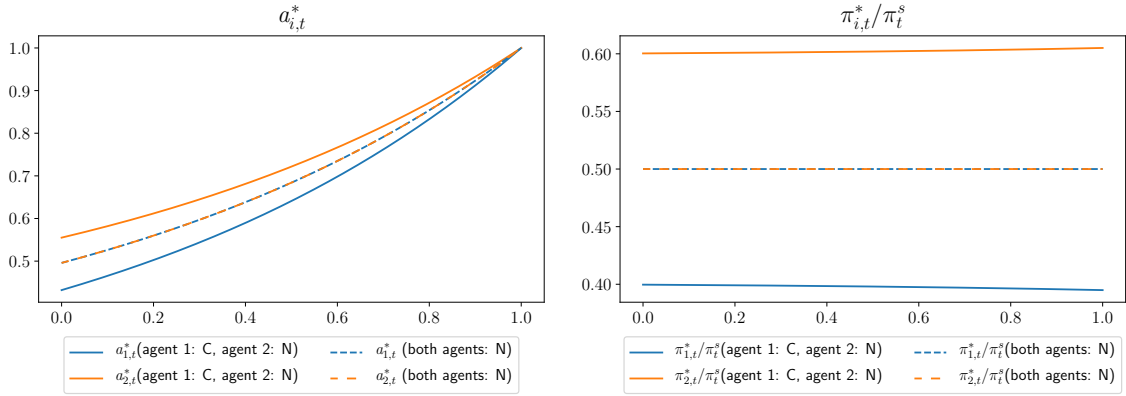 a*_{i,t}
1.0
0.9
0.8
0.7
0.6
0.5
0.0 0.2 0.4 0.6 0.8 1.0
a*_{1,t}(agent 1: C, agent 2: N)
a*_{2,t}(agent 1: C, agent 2: N)
a*_{1,t} (both agents: N)
a*_{2,t} (both agents: N)
π*_{i,t}/π^s_t
0.60
0.55
0.50
0.45
0.40
0.0 0.2 0.4 0.6 0.8 1.0
π*_{1,t}/π^s_t(agent 1: C, agent 2: N)
π*_{2,t}/π^s_t(agent 1: C, agent 2: N)
π*_{1,t}/π^s_t(both agents: N)
π*_{2,t}/π^s_t(both agents: N)